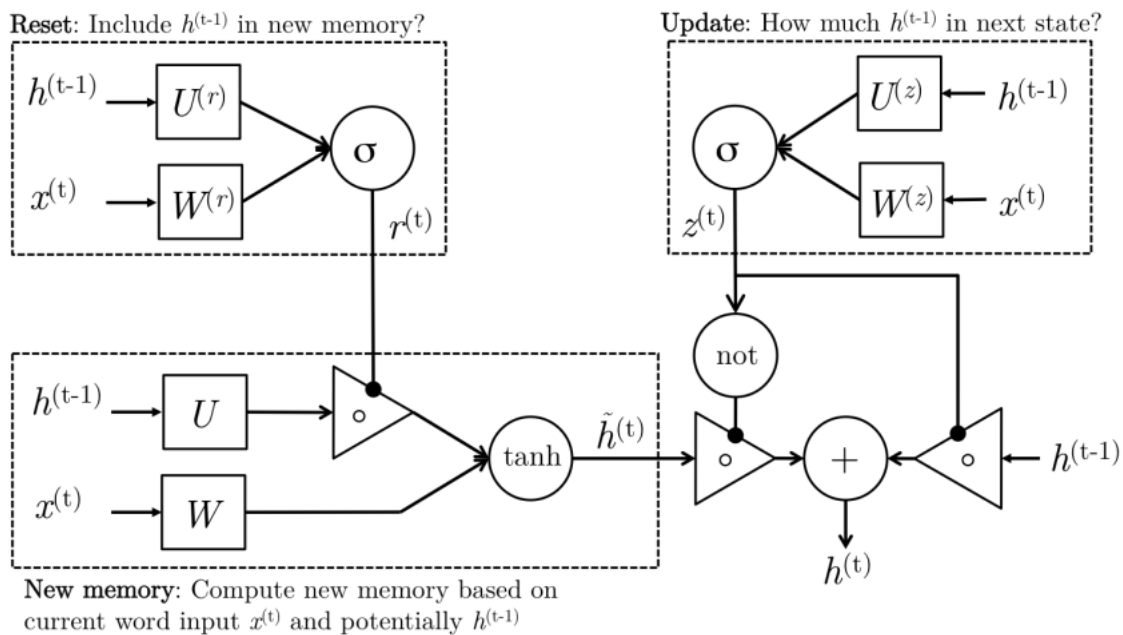 Reset: Include h^(t-1) in new memory?
h^(t-1)
U^(r)
x^(t)
W^(r)
σ
r^(t)
Update: How much h^(t-1) in next state?
U^(z)
h^(t-1)
σ
W^(z)
x^(t)
z^(t)
not
h^(t-1)
U
∘
x^(t)
W
tanh
h̃^(t)
∘
+
∘
h^(t-1)
h^(t)
New memory: Compute new memory based on
current word input x^(t) and potentially h^(t-1)